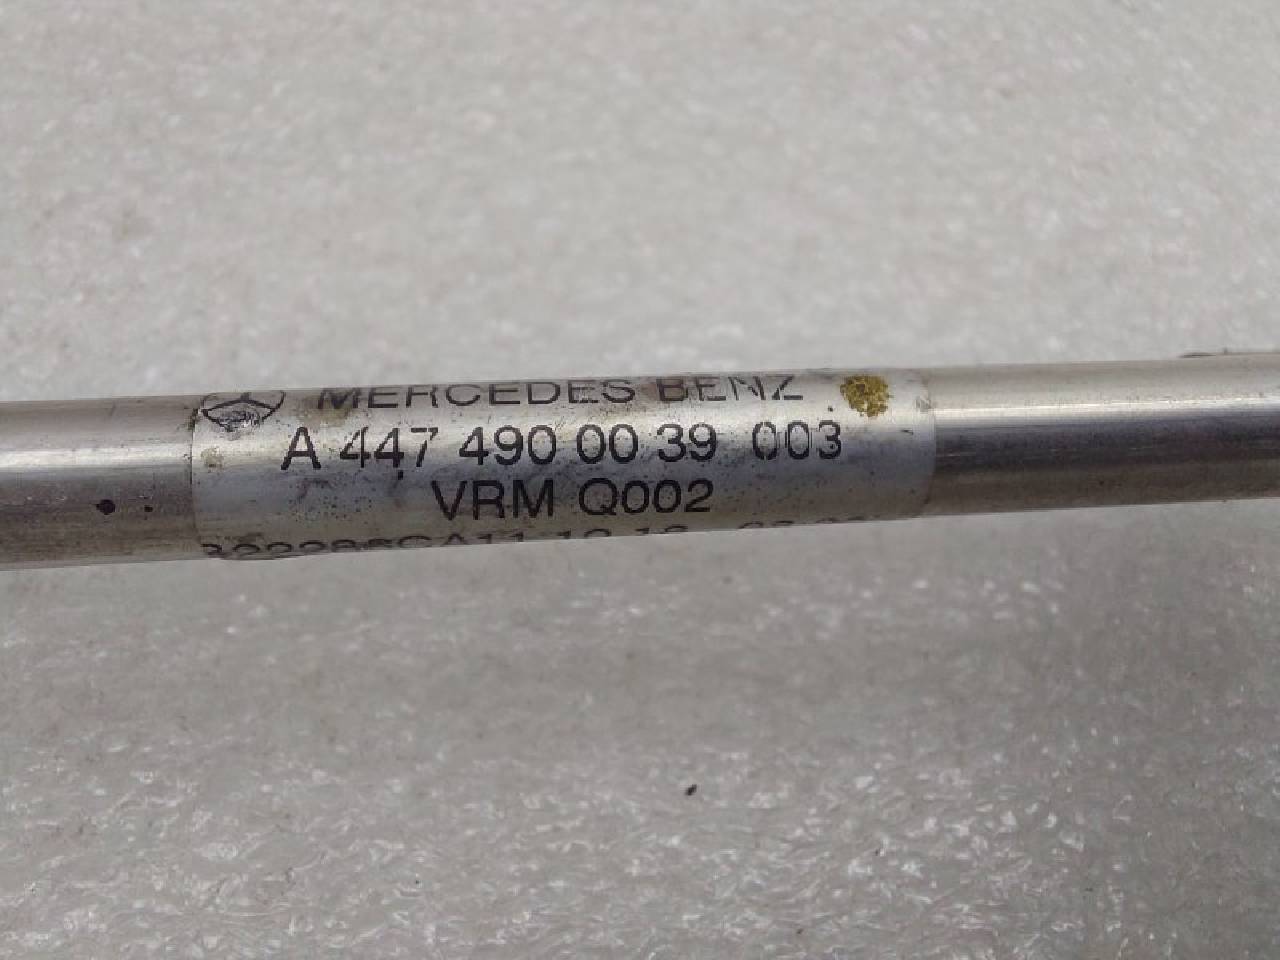 MERCEDES BENZ
A 447 490 00 39 003
VRM Q002